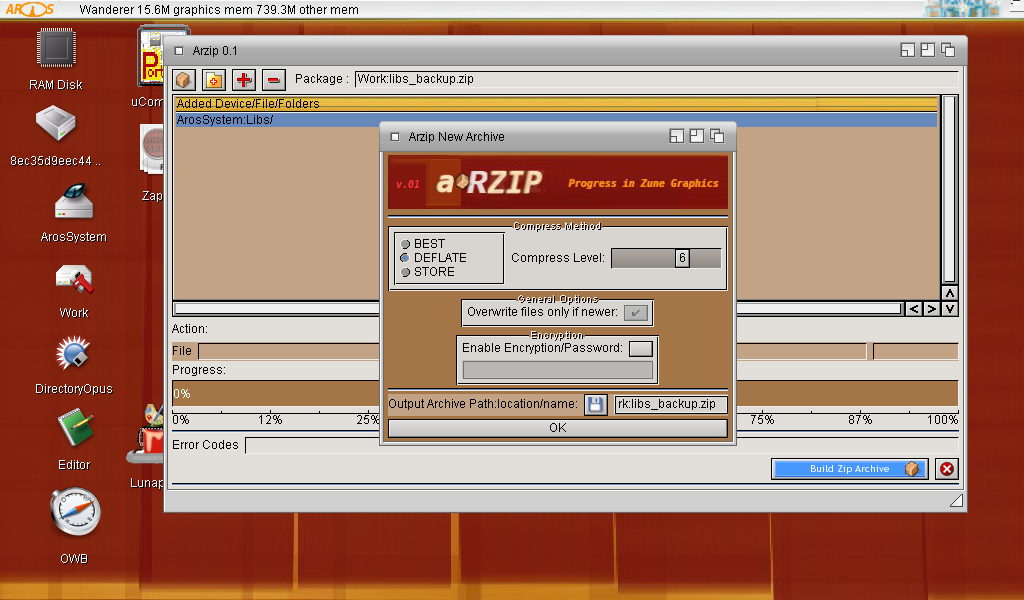 AROS Wanderer 15.6M graphics mem 739.3M other mem
RAM Disk
8ec35d9eec44 ..
ArosSystem
Work
DirectoryOpus
Editor
OWB
uCom
Zap
Lunap
Arzip 0.1
Package : Work:libs_backup.zip
Added Device/File/Folders
ArosSystem:Libs/
Action:
File
Progress:
0%
0% 12% 25% 75% 87% 100%
Error Codes
Build Zip Archive
Arzip New Archive
v.01 aRZIP Progress in Zune Graphics
Compress Method
BEST
DEFLATE
STORE
Compress Level: 6
General Options
Overwrite files only if newer:
Encryption
Enable Encryption/Password:
Output Archive Path:location/name: rk:libs_backup.zip
OK